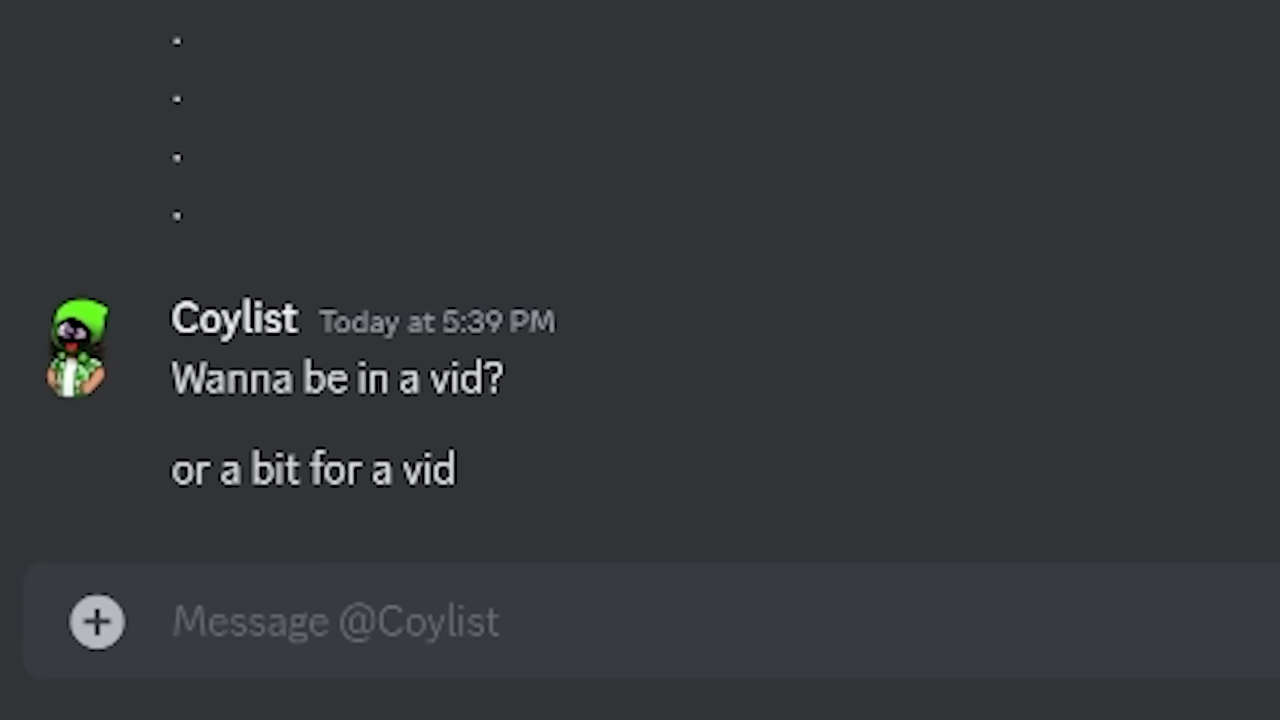 .
.
.
.
Coylist Today at 5:39 PM
Wanna be in a vid?
or a bit for a vid
Message @Coylist